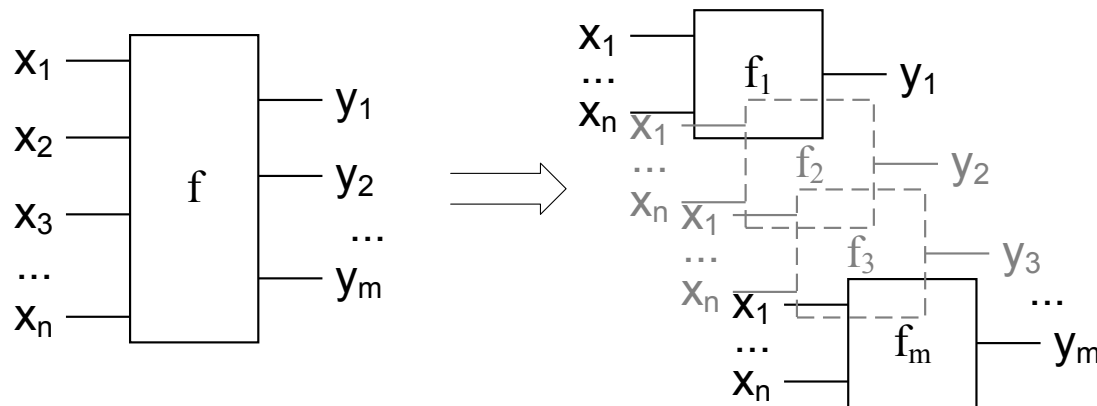 x₁
x₂
x₃
...
xₙ
f
y₁
y₂
...
yₘ
x₁
...
xₙ
f₁
y₁
x₁
...
xₙ
f₂
y₂
x₁
...
xₙ
f₃
y₃
...
x₁
...
xₙ
fₘ
yₘ